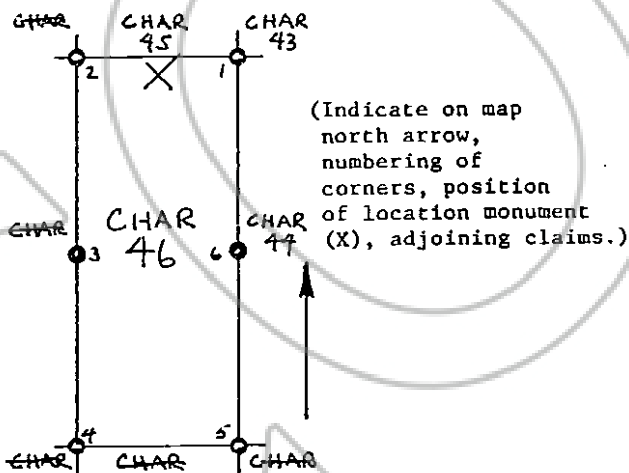 CHAR CHAR CHAR
45 43
2 1
X
(Indicate on map
north arrow,
numbering of
corners, position
of location monument
(X), adjoining claims.)
CHAR CHAR CHAR
3 46 6 44
4 5
CHAR CHAR CHAR